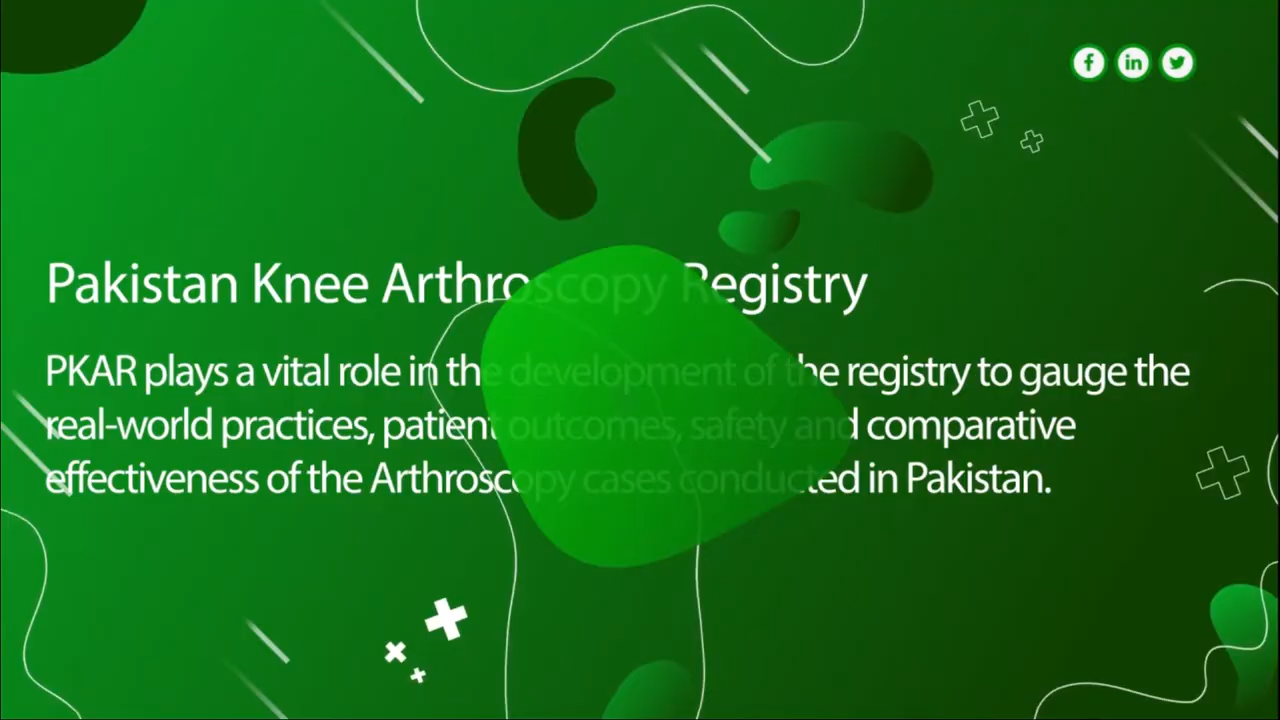 Pakistan Knee Arthroscopy Registry
PKAR plays a vital role in the development of the registry to gauge the
real-world practices, patient outcomes, safety and comparative
effectiveness of the Arthroscopy cases conducted in Pakistan.